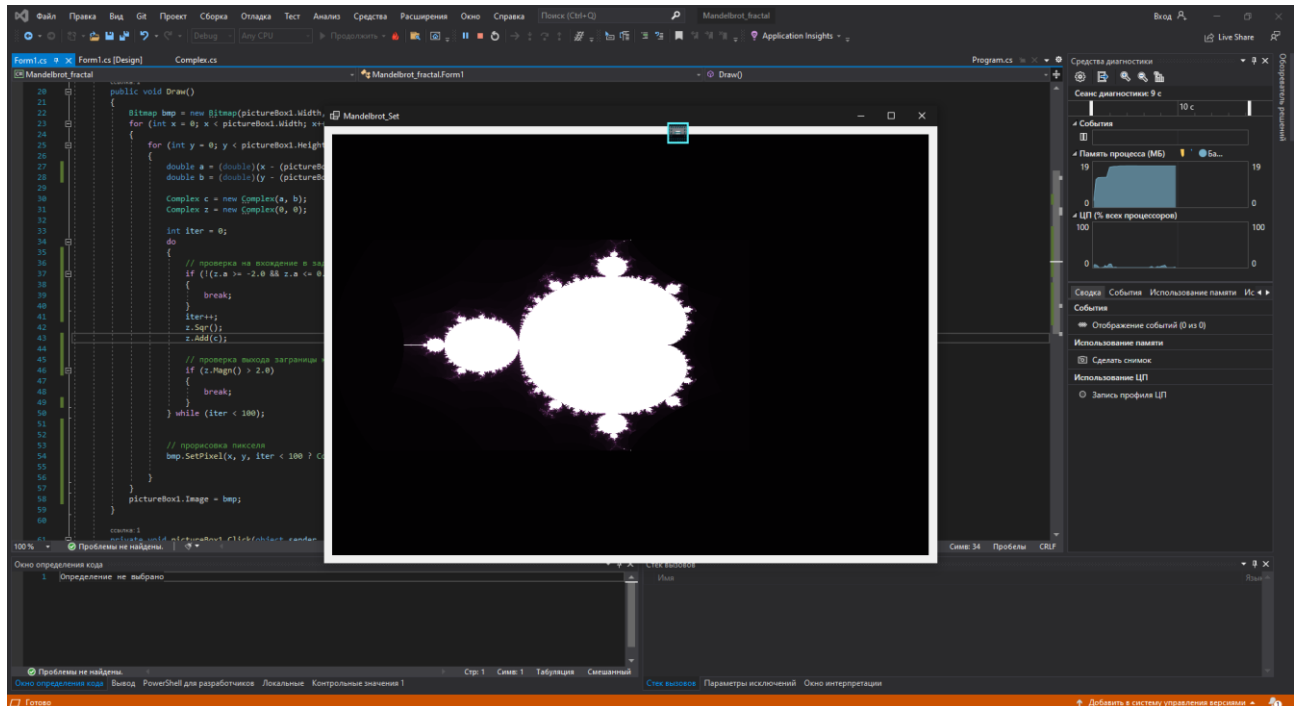 Файл Правка Вид Git Проект Сборка Отладка Тест Анализ Средства Расширения Окно Справка Поиск (Ctrl+Q) Mandelbrot_fractal Вход
Debug Any CPU Продолжить Application Insights Live Share
Form1.cs Form1.cs [Design] Complex.cs Program.cs
Mandelbrot_fractal Mandelbrot_fractal.Form1 Draw()
20 public void Draw()
21 {
22 Bitmap bmp = new Bitmap(pictureBox1.Width,
23 for (int x = 0; x < pictureBox1.Width; x++
24 {
25 for (int y = 0; y < pictureBox1.Height
26 {
27 double a = (double)(x - (pictureBo
28 double b = (double)(y - (pictureBo
29
30 Complex c = new Complex(a, b);
31 Complex z = new Complex(0, 0);
32
33 int iter = 0;
34 do
35 {
36 // проверка на вхождение в за
37 if (!(z.a >= -2.0 && z.a <= 0.
38 {
39 break;
40 }
41 iter++;
42 z.Sqr();
43 z.Add(c);
44
45 // проверка выхода заграницы
46 if (z.Magn() > 2.0)
47 {
48 break;
49 }
50 } while (iter < 100);
51
52
53 // прорисовка пикселя
54 bmp.SetPixel(x, y, iter < 100 ? Co
55
56 }
57 }
58 pictureBox1.Image = bmp;
59 }
60
ссылка: 1
61 private void pictureBox1_Click(object sender
Mandelbrot_Set
100 % Проблемы не найдены. Симв: 34 Пробелы CRLF
Средства диагностики
Сеанс диагностики: 9 с
10 с
События
Память процесса (МБ) Ба...
19 19
0 0
ЦП (% всех процессоров)
100 100
0 0
Сводка События Использование памяти Ис
События
Отображение событий (0 из 0)
Использование памяти
Сделать снимок
Использование ЦП
Запись профиля ЦП
Обозреватель решений
Окно определения кода
1 Определение не выбрано
Проблемы не найдены. Стр: 1 Симв: 1 Табуляция Смешанный
Окно определения кода Вывод PowerShell для разработчиков Локальные Контрольные значения 1
Стек вызовов
Имя Язык
Стек вызовов Параметры исключений Окно интерпретации
Готово Добавить в систему управления версиями